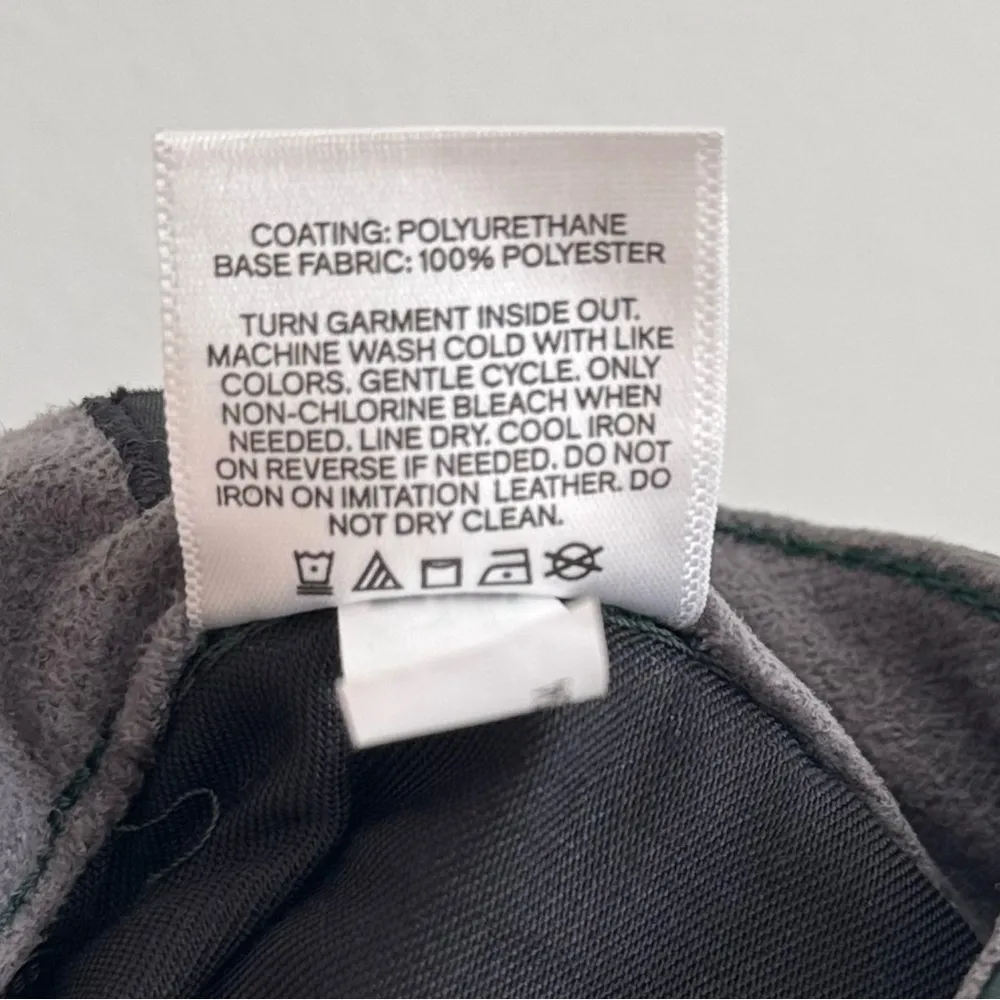 COATING: POLYURETHANE
BASE FABRIC: 100% POLYESTER
TURN GARMENT INSIDE OUT.
MACHINE WASH COLD WITH LIKE
COLORS. GENTLE CYCLE. ONLY
NON-CHLORINE BLEACH WHEN
NEEDED. LINE DRY. COOL IRON
ON REVERSE IF NEEDED. DO NOT
IRON ON IMITATION LEATHER. DO
NOT DRY CLEAN.